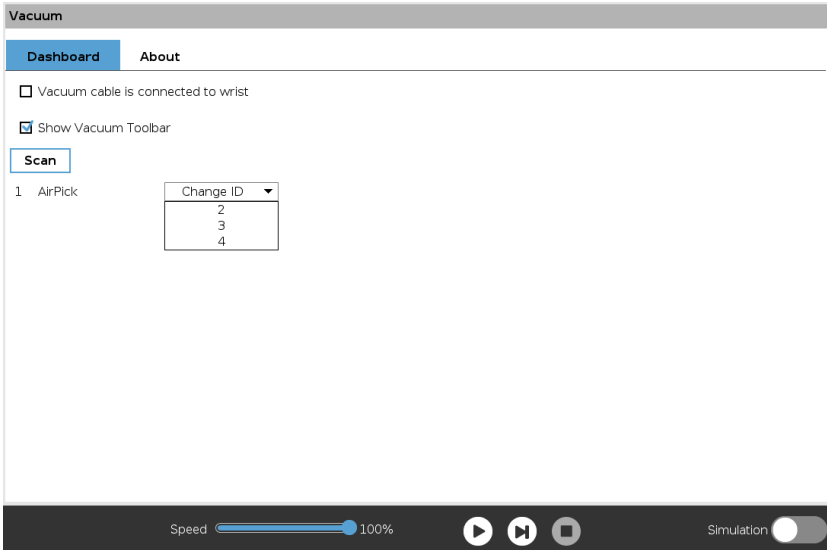 Vacuum
Dashboard About
Vacuum cable is connected to wrist
Show Vacuum Toolbar
Scan
1 AirPick Change ID
2
3
4
Speed 100% Simulation